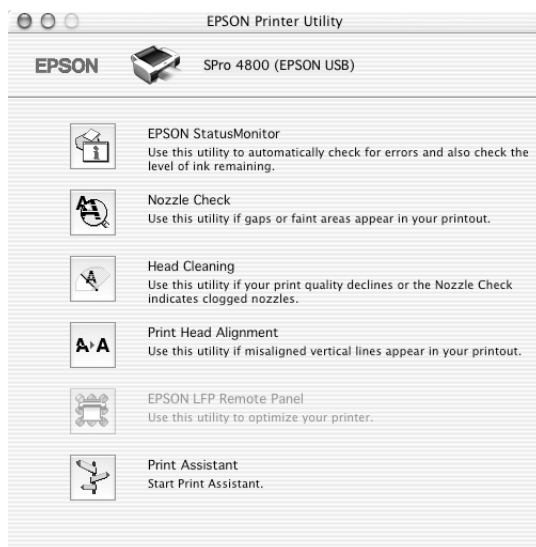 EPSON Printer Utility
EPSON
SPro 4800 (EPSON USB)
EPSON StatusMonitor
Use this utility to automatically check for errors and also check the
level of ink remaining.
Nozzle Check
Use this utility if gaps or faint areas appear in your printout.
Head Cleaning
Use this utility if your print quality declines or the Nozzle Check
indicates clogged nozzles.
Print Head Alignment
Use this utility if misaligned vertical lines appear in your printout.
EPSON LFP Remote Panel
Use this utility to optimize your printer.
Print Assistant
Start Print Assistant.